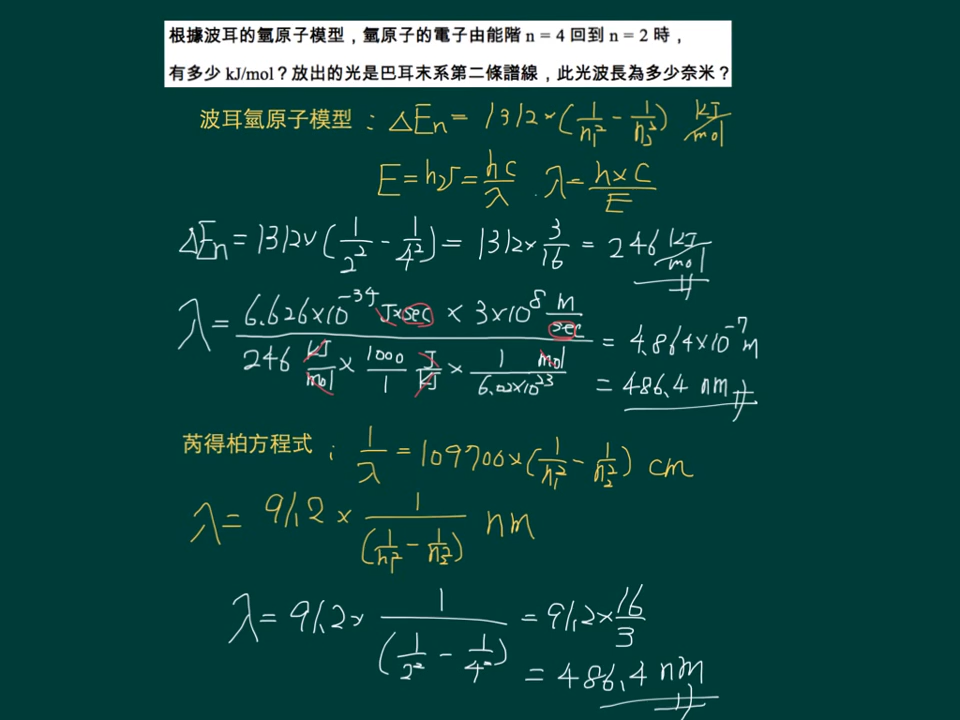 根據波耳的氫原子模型，氫原子的電子由能階 n = 4 回到 n = 2 時，
有多少 kJ/mol？放出的光是巴耳末系第二條譜線，此光波長為多少奈米？
波耳氫原子模型：ΔEn = 1312×(1/n₁² − 1/n₂²) kJ/mol
E = hν = hc/λ . λ = h×c/E
ΔEn = 1312×(1/2² − 1/4²) = 1312×3/16 = 246 kJ/mol
λ = (6.626×10⁻³⁴ J×sec × 3×10⁸ m/sec) / (246 kJ/mol × 1000/1 J/kJ × 1/6.02×10²³ mol) = 4.864×10⁻⁷ m
= 486.4 nm
芮得柏方程式：1/λ = 109700×(1/n₁² − 1/n₂²) cm
λ = 91.2 × 1/(1/n₁² − 1/n₂²) nm
λ = 91.2× 1/(1/2² − 1/4²) = 91.2×16/3
= 486.4 nm